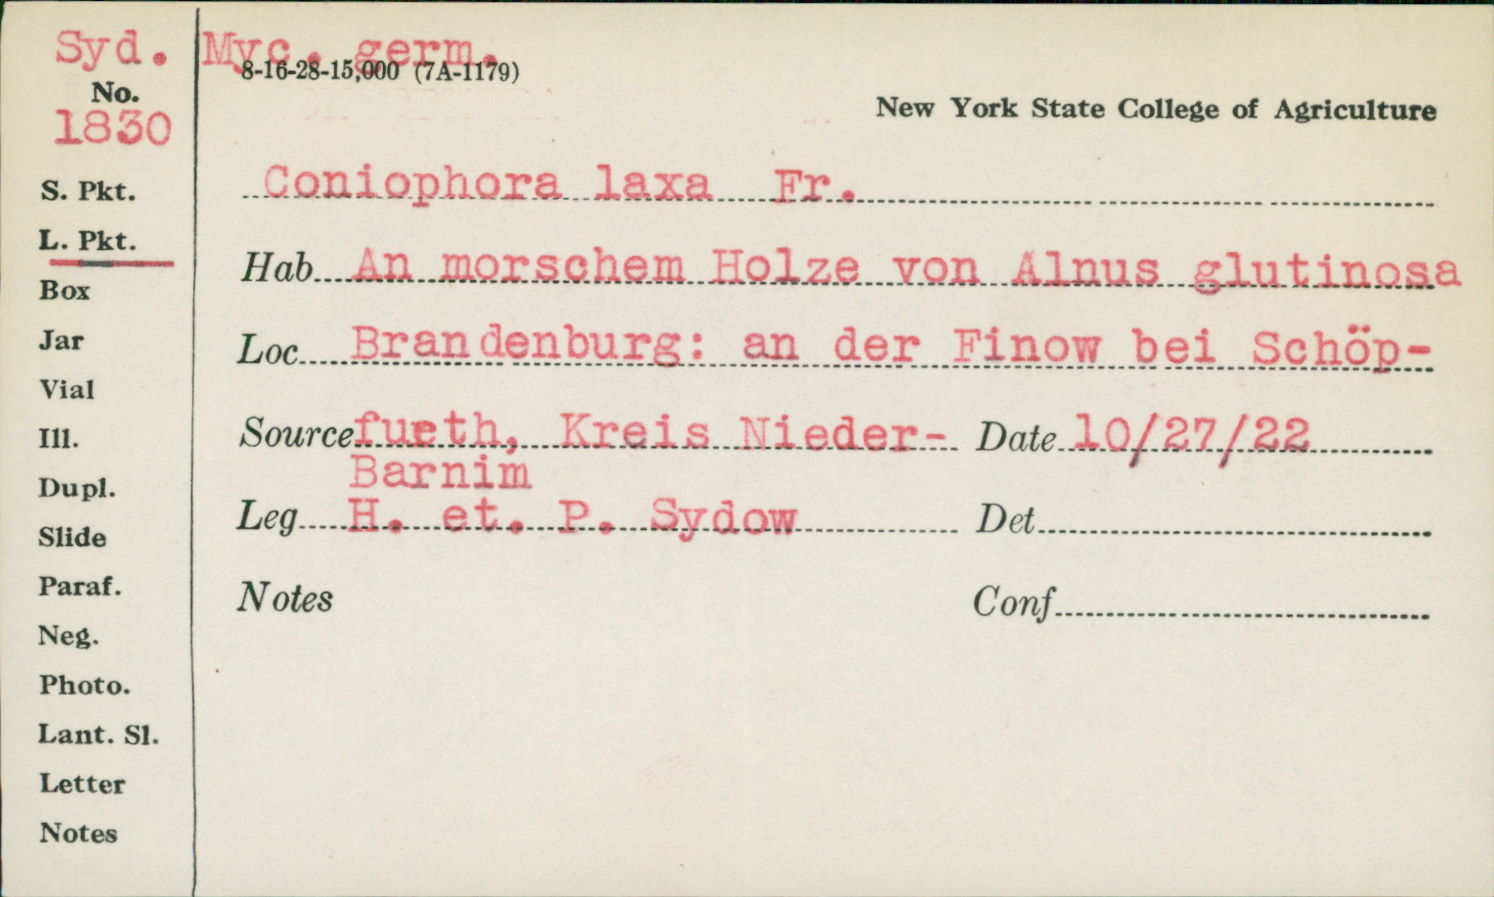 Syd. Myc. germ.
8-16-28-15,000 (7A-1179)
No.
1830
New York State College of Agriculture
S. Pkt.
Coniophora laxa Fr.
L. Pkt.
Hab. An morschem Holze von Alnus glutinosa
Box
Jar
Loc. Brandenburg: an der Finow bei Schöp-
Vial
Ill.
Source fueth, Kreis Nieder- Date 10/27/22
Barnim
Dupl.
Leg. H. et. P. Sydow Det.
Slide
Paraf.
Notes Conf.
Neg.
Photo.
Lant. Sl.
Letter
Notes